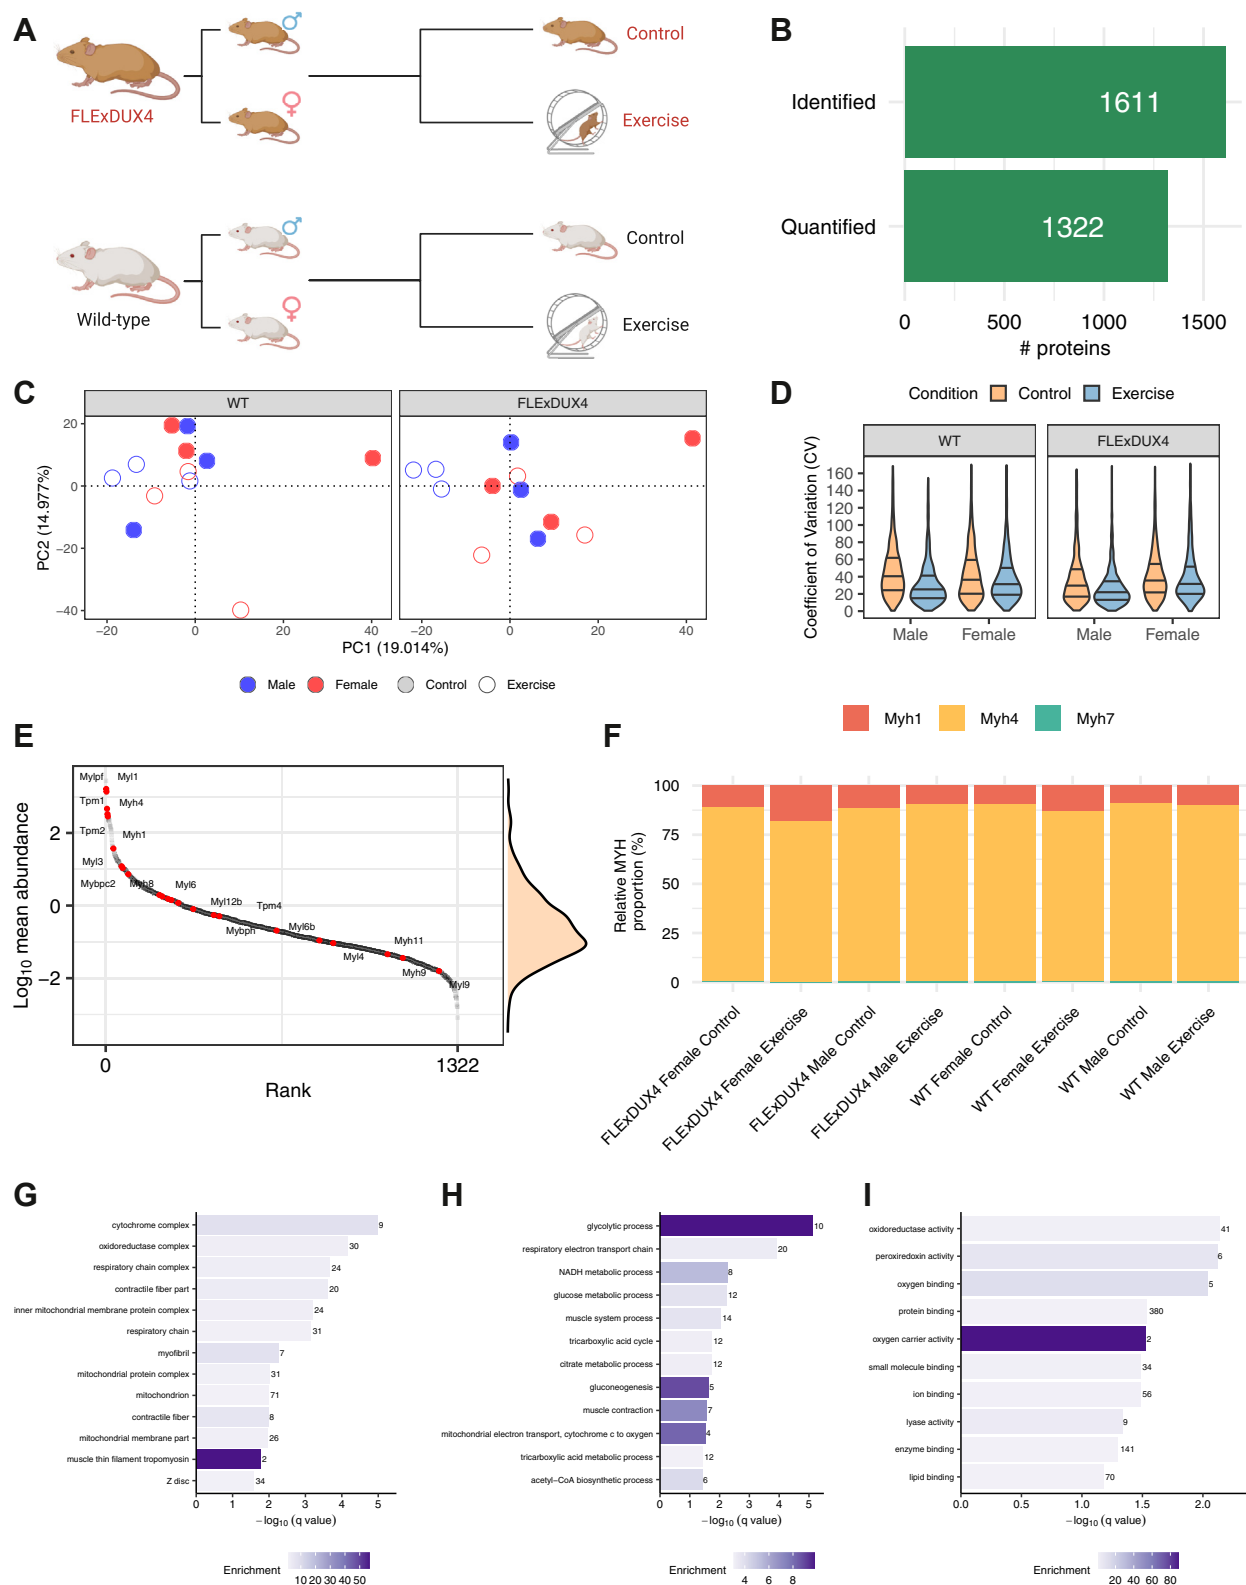 A
♂
Control
FLExDUX4
♀
Exercise
♂
Control
Wild-type
♀
Exercise
B
Identified
1611
Quantified
1322
0 500 1000 1500
# proteins
C
WT FLExDUX4
20
0
−20
−40
PC2 (14.977%)
−20 0 20 40 −20 0 20 40
PC1 (19.014%)
Male Female Control Exercise
D
Condition Control Exercise
WT FLExDUX4
160
140
120
100
80
60
40
20
0
Coefficient of Variation (CV)
Male Female Male Female
E
Mylpf Myl1
Tpm1 Myh4
Tpm2 Myh1
Myl3
Mybpc2 Myh8 Myl6
Myl12b Tpm4
Mybph Myl6b
Myl4 Myh11
Myh9
Myl9
2
0
−2
Log10 mean abundance
0 1322
Rank
F
Myh1 Myh4 Myh7
100
75
50
25
0
Relative MYH
proportion (%)
FLExDUX4 Female Control
FLExDUX4 Female Exercise
FLExDUX4 Male Control
FLExDUX4 Male Exercise
WT Female Control
WT Female Exercise
WT Male Control
WT Male Exercise
G
cytochrome complex 9
oxidoreductase complex 30
respiratory chain complex 24
contractile fiber part 20
inner mitochondrial membrane protein complex 24
respiratory chain 31
myofibril 7
mitochondrial protein complex 31
mitochondrion 71
contractile fiber 8
mitochondrial membrane part 26
muscle thin filament tropomyosin 2
Z disc 34
0 1 2 3 4 5
−log10 (q value)
Enrichment
10 20 30 40 50
H
glycolytic process 10
respiratory electron transport chain 20
NADH metabolic process 8
glucose metabolic process 12
muscle system process 14
tricarboxylic acid cycle 12
citrate metabolic process 12
gluconeogenesis 5
muscle contraction 7
mitochondrial electron transport, cytochrome c to oxygen 4
tricarboxylic acid metabolic process 12
acetyl−CoA biosynthetic process 6
0 1 2 3 4 5
−log10 (q value)
Enrichment
4 6 8
I
oxidoreductase activity 41
peroxiredoxin activity 6
oxygen binding 5
protein binding 380
oxygen carrier activity 2
small molecule binding 34
ion binding 56
lyase activity 9
enzyme binding 141
lipid binding 70
0.0 0.5 1.0 1.5 2.0
−log10 (q value)
Enrichment
20 40 60 80